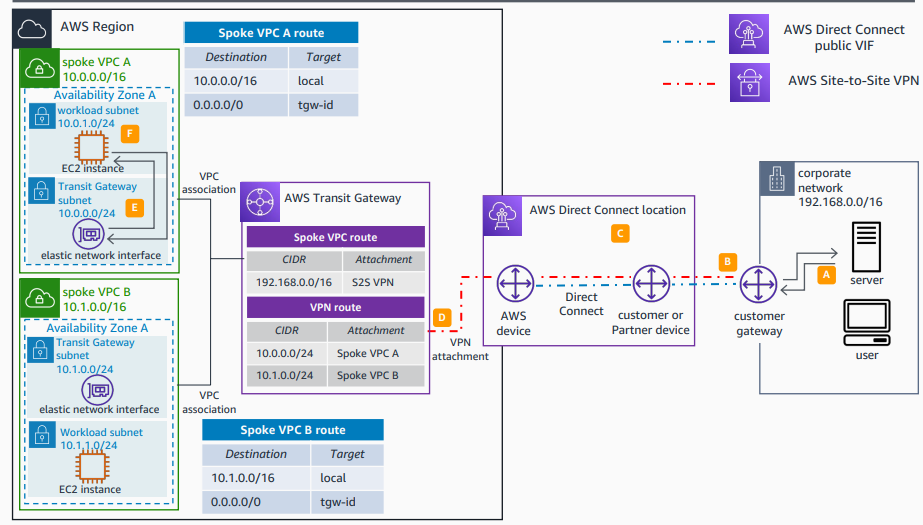 AWS Region
spoke VPC A
10.0.0.0/16
Availability Zone A
workload subnet
10.0.1.0/24
F
EC2 instance
Transit Gateway
subnet
10.0.0.0/24
E
elastic network interface
spoke VPC B
10.1.0.0/16
Availability Zone A
Transit Gateway
subnet
10.1.0.0/24
elastic network interface
Workload subnet
10.1.1.0/24
EC2 instance
Spoke VPC A route
Destination Target
10.0.0.0/16 local
0.0.0.0/0 tgw-id
VPC
association
VPC
association
AWS Transit Gateway
Spoke VPC route
CIDR Attachment
192.168.0.0/16 S2S VPN
VPN route
CIDR Attachment
10.0.0.0/24 Spoke VPC A
10.1.0.0/24 Spoke VPC B
Spoke VPC B route
Destination Target
10.1.0.0/16 local
0.0.0.0/0 tgw-id
D
VPN
attachment
AWS Direct Connect location
C
AWS
device
Direct
Connect
customer or
Partner device
B
customer
gateway
A
corporate
network
192.168.0.0/16
server
user
AWS Direct Connect
public VIF
AWS Site-to-Site VPN